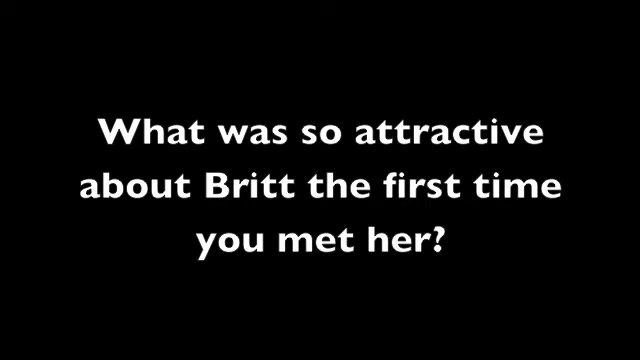 What was so attractive
about Britt the first time
you met her?